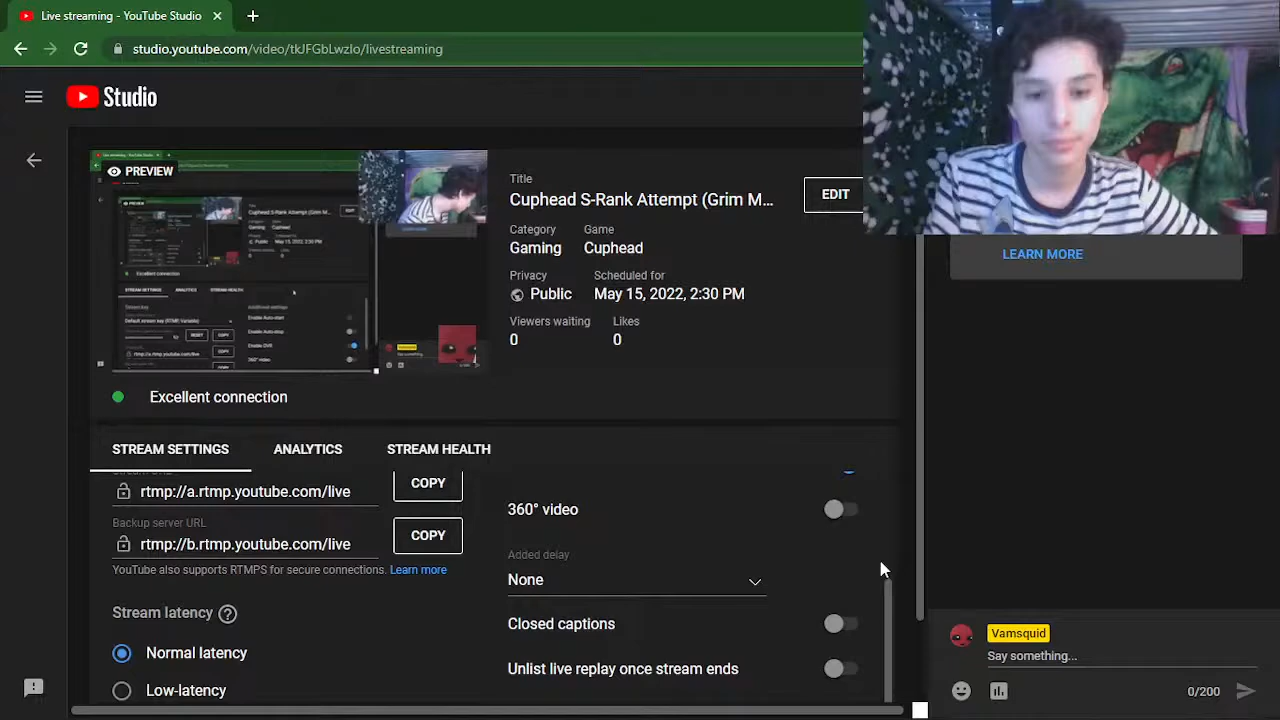 Live streaming - YouTube Studio
studio.youtube.com/video/tkJFGbLwzIo/livestreaming
Studio
PREVIEW
Title
Cuphead S-Rank Attempt (Grim M...
EDIT
Category
Game
Gaming
Cuphead
Privacy
Scheduled for
Public
May 15, 2022, 2:30 PM
Viewers waiting
Likes
0
0
LEARN MORE
Excellent connection
STREAM SETTINGS
ANALYTICS
STREAM HEALTH
rtmp://a.rtmp.youtube.com/live
COPY
Backup server URL
rtmp://b.rtmp.youtube.com/live
COPY
YouTube also supports RTMPS for secure connections. Learn more
Stream latency
Normal latency
Low-latency
360° video
Added delay
None
Closed captions
Unlist live replay once stream ends
Vamsquid
Say something...
0/200